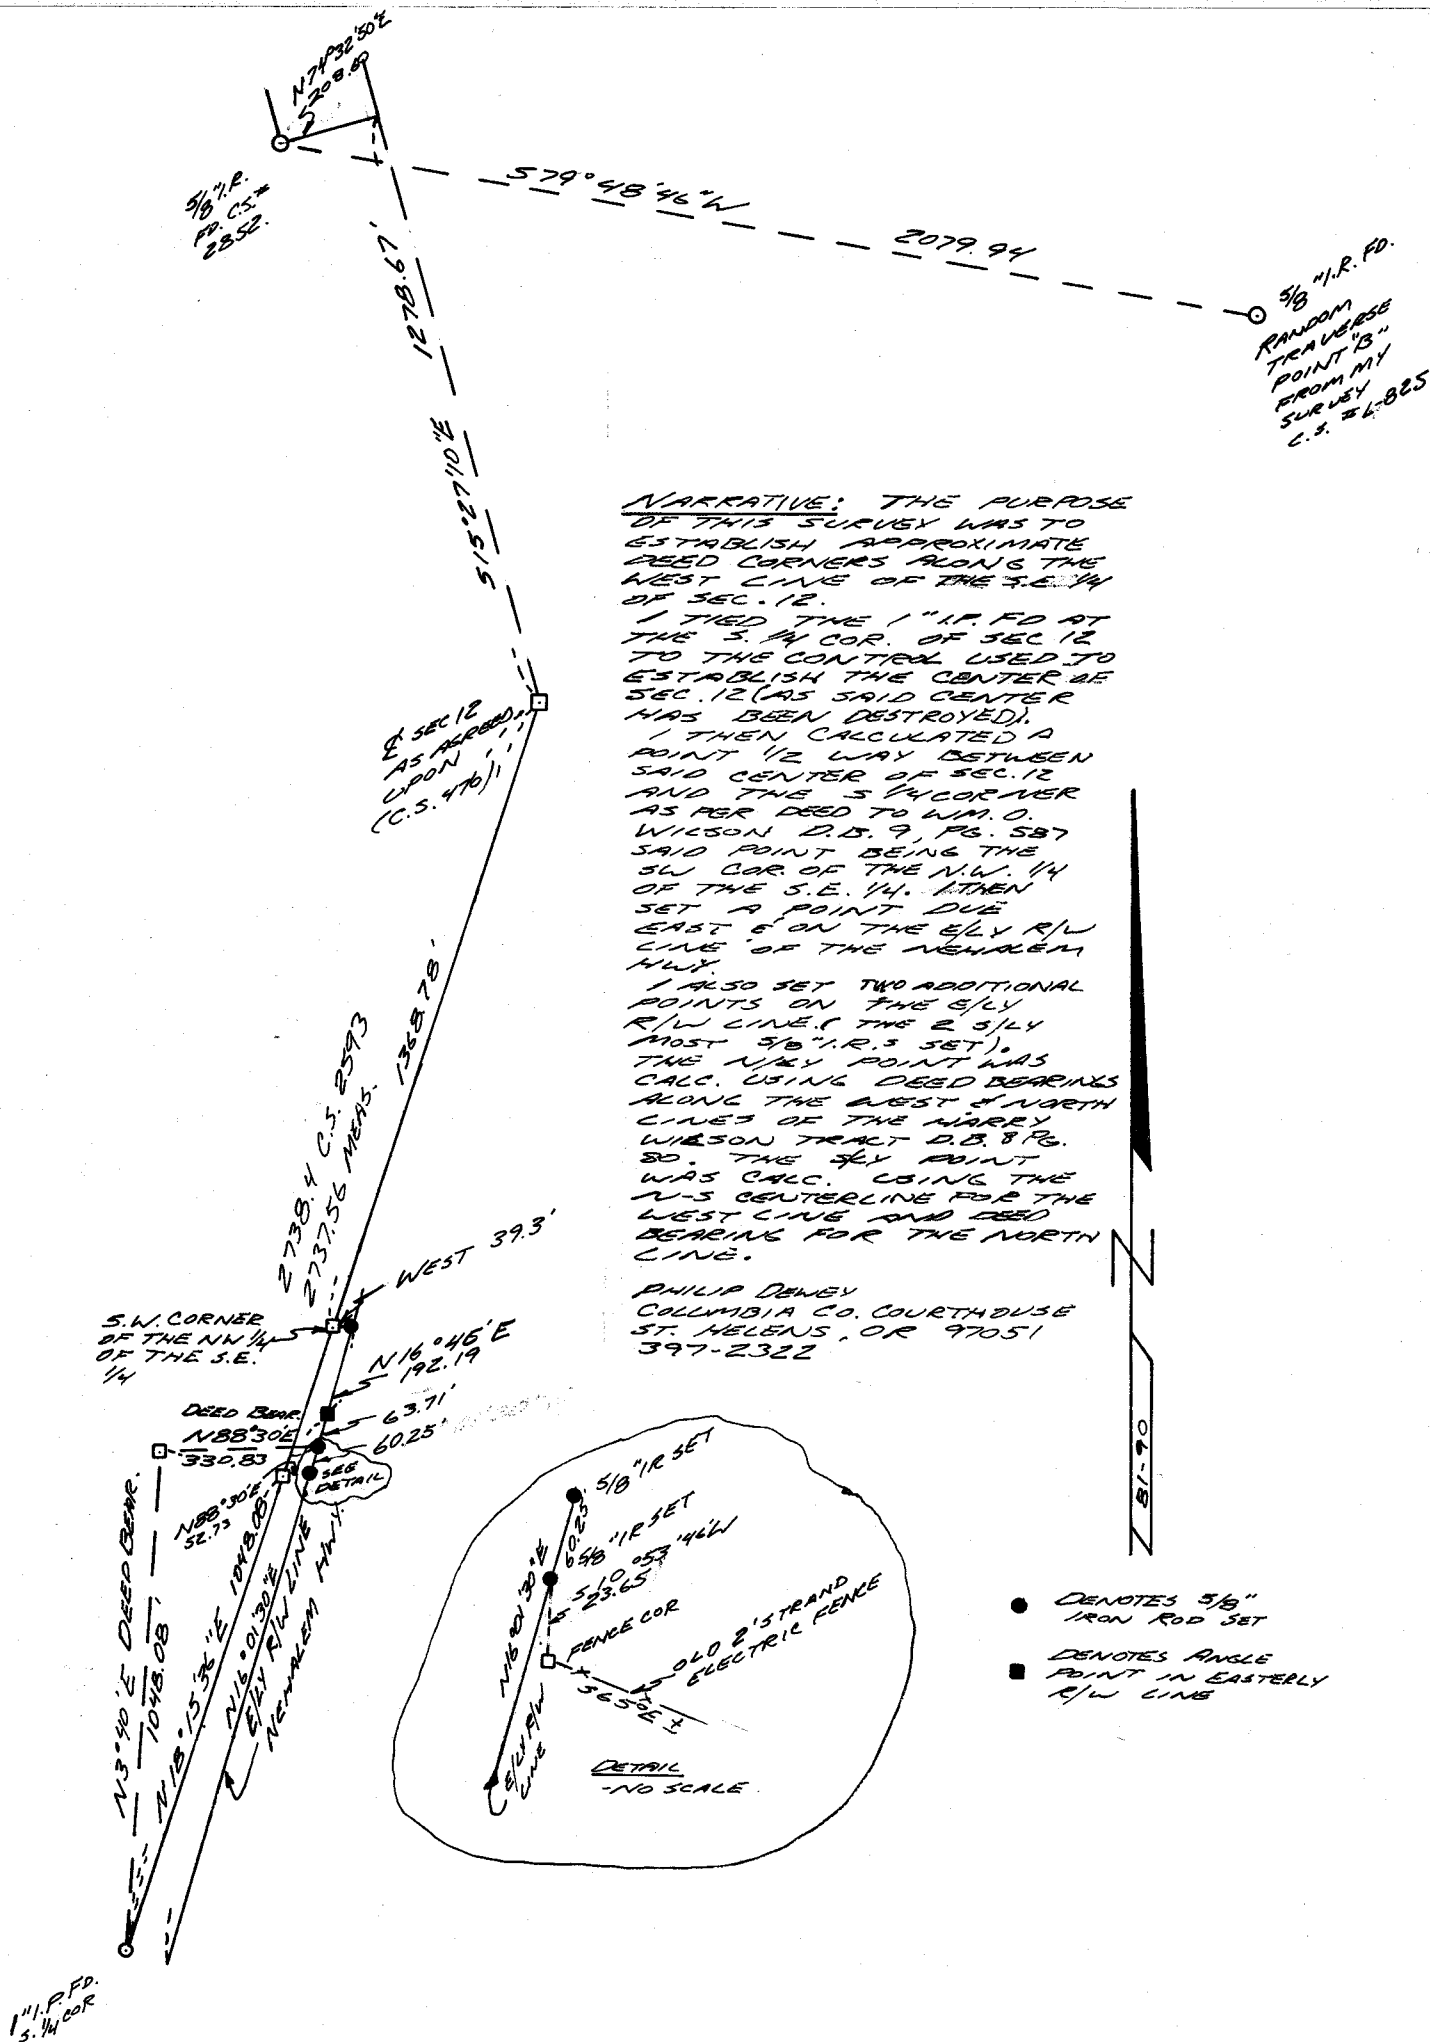 N74°32'50"E
208.60
5/8" I.R.
FD. C.S.#
2852.
S79°48'46"W
2079.94
5/8" I.R. FD.
RANDOM
TRAVERSE
POINT "B"
FROM MY
SURVEY
C.S. #L-825
1278.67'
S15°27'10"E
NARRATIVE: THE PURPOSE
OF THIS SURVEY WAS TO
ESTABLISH APPROXIMATE
DEED CORNERS ALONG THE
WEST LINE OF THE S.E. 1/4
OF SEC. 12.
I TIED THE 1" I.P. FD AT
THE S. 1/4 COR. OF SEC 12
TO THE CONTROL USED TO
ESTABLISH THE CENTER OF
SEC. 12 (AS SAID CENTER
HAS BEEN DESTROYED).
I THEN CALCULATED A
POINT 1/2 WAY BETWEEN
SAID CENTER OF SEC. 12
AND THE S 1/4 CORNER
AS PER DEED TO WM. O.
WILSON D.B. 9, PG. 587
SAID POINT BEING THE
SW COR. OF THE N.W. 1/4
OF THE S.E. 1/4. I THEN
SET A POINT DUE
EAST & ON THE E/LY R/W
LINE OF THE NEHALEM
HWY.
I ALSO SET TWO ADDITIONAL
POINTS ON THE E/LY
R/W LINE. (THE 2 S/LY
MOST 5/8" I.R.S SET).
THE N/LY POINT WAS
CALC. USING DEED BEARINGS
ALONG THE WEST & NORTH
LINES OF THE HARRY
WILSON TRACT D.B. 8 PG.
80. THE S/LY POINT
WAS CALC. USING THE
N-S CENTERLINE FOR THE
WEST LINE AND DEED
BEARING FOR THE NORTH
LINE.
PHILIP DEWEY
COLUMBIA CO. COURTHOUSE
ST. HELENS, OR 97051
397-2322
℄ SEC 12
AS AGREED
UPON
(C.S. 476)
1368.78'
2738.4 C.S. 2593
2737.56 MEAS.
WEST 39.3'
S.W. CORNER
OF THE NW 1/4
OF THE S.E.
1/4
N16°46'E
192.19
63.71'
60.25'
DEED BEAR.
N88°30'E
330.83
SEE
DETAIL
N88°30'E
52.73
N3°40'E DEED BEAR.
1048.08'
N18°15'36"E 1048.08
N16°01'30"E
E/LY R/W LINE
NEHALEM HWY.
1" I.P. FD.
S. 1/4 COR
5/8" IR SET
60.25'
5/8" IR SET
S10°53'46"W
23.65
FENCE COR
N16°01'30"E
OLD 2'STRAND
ELECTRIC FENCE
S65°E ±
E/LY R/W
LINE
DETAIL
-NO SCALE
N
81-90
DENOTES 5/8"
IRON ROD SET
DENOTES ANGLE
POINT IN EASTERLY
R/W LINE